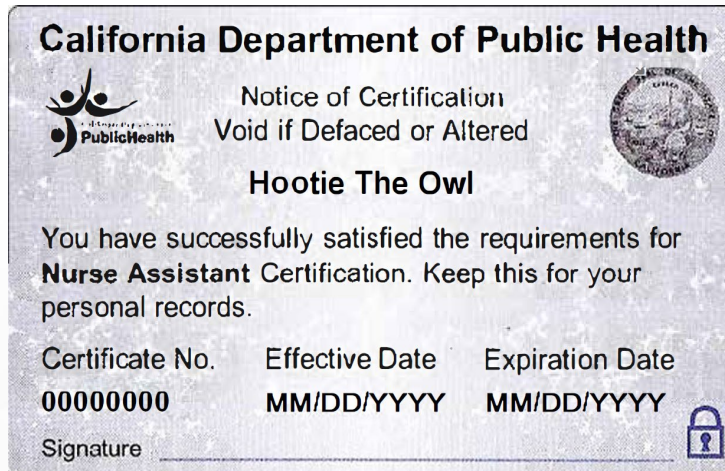 California Department of Public Health
Notice of Certification
Void if Defaced or Altered
PublicHealth
Hootie The Owl
You have successfully satisfied the requirements for
Nurse Assistant Certification. Keep this for your
personal records.
Certificate No. Effective Date Expiration Date
00000000 MM/DD/YYYY MM/DD/YYYY
Signature